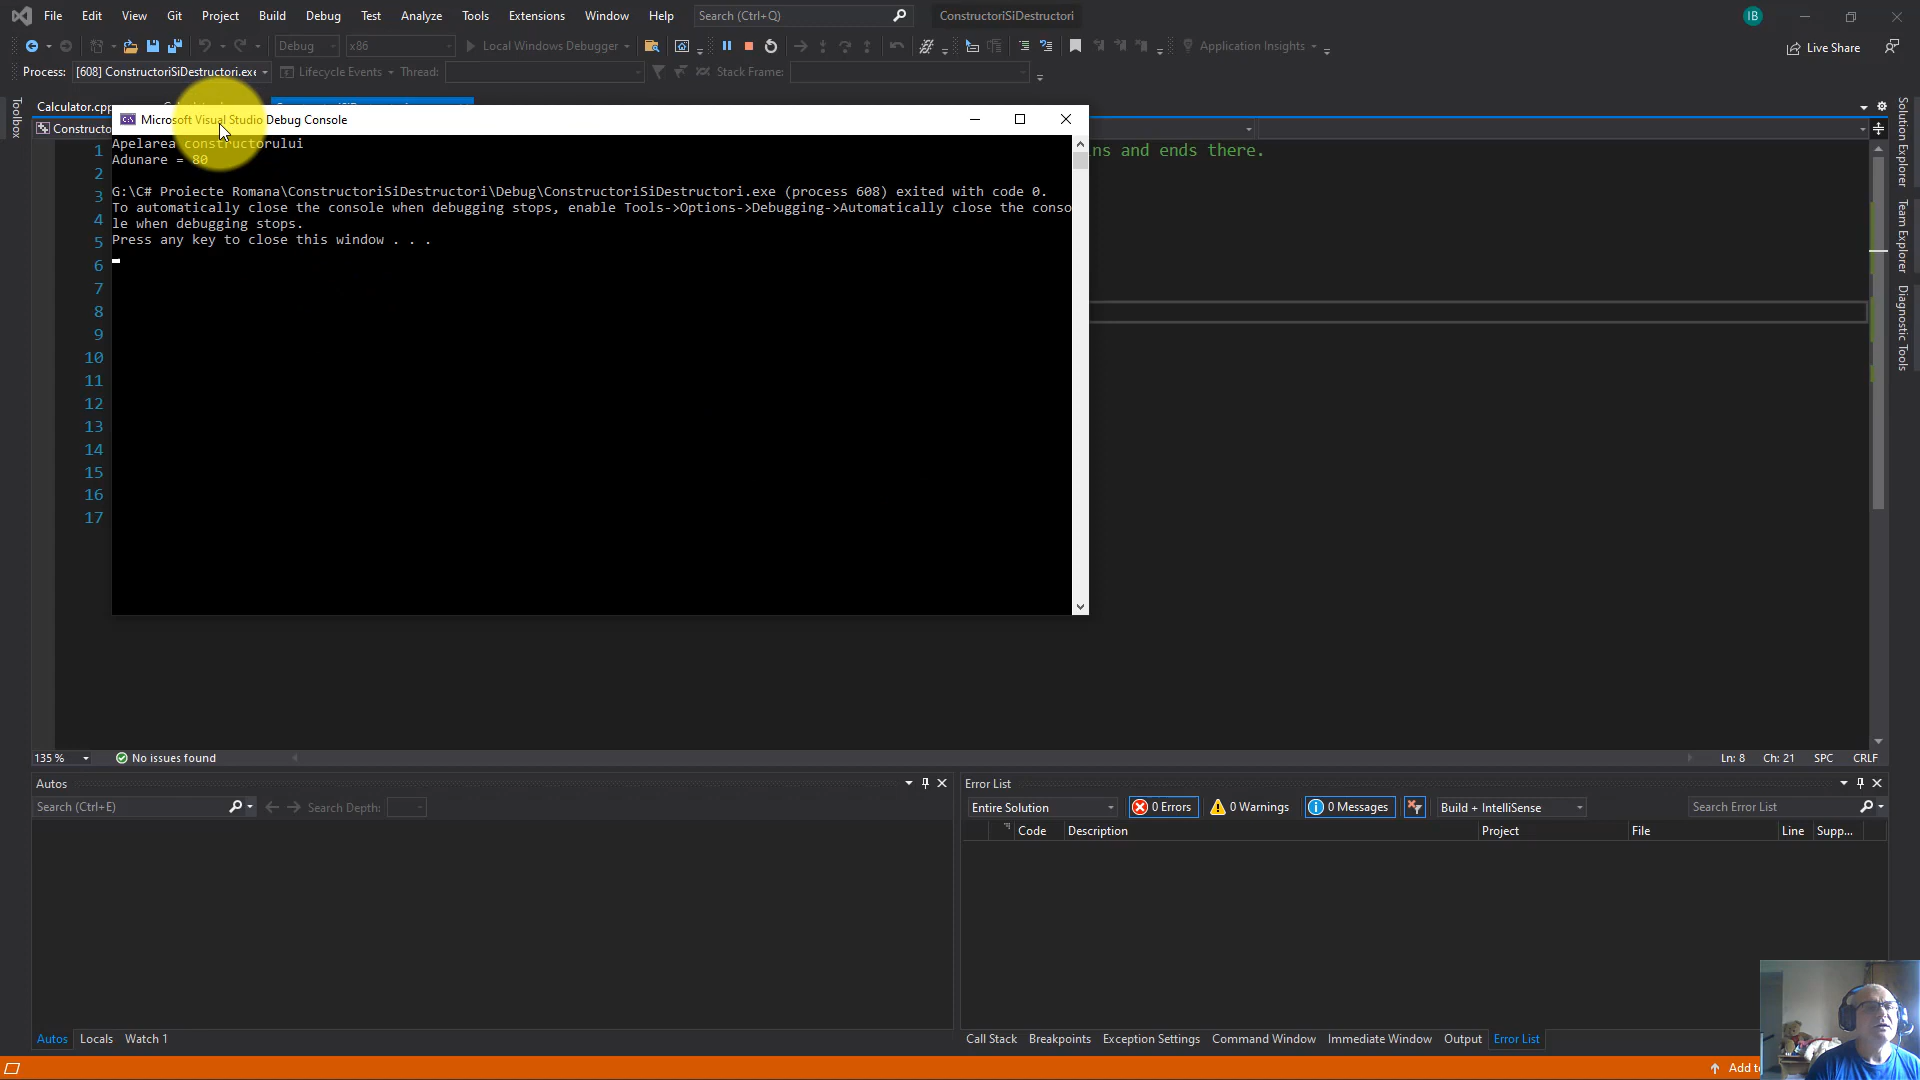 File Edit View Git Project Build Debug Test Analyze Tools Extensions Window Help Search (Ctrl+Q) ConstructoriSiDestructori IB
Debug x86 Local Windows Debugger Application Insights Live Share
Process: [608] ConstructoriSiDestructori.exe Lifecycle Events Thread: Stack Frame:
Calculator.cpp
Microsoft Visual Studio Debug Console
Constructo
Apelarea constructorului
Adunare = 80
G:\C# Proiecte Romana\ConstructoriSiDestructori\Debug\ConstructoriSiDestructori.exe (process 608) exited with code 0.
To automatically close the console when debugging stops, enable Tools->Options->Debugging->Automatically close the conso
le when debugging stops.
Press any key to close this window . . .
ns and ends there.
1
2
3
4
5
6
7
8
9
10
11
12
13
14
15
16
17
Toolbox
Solution Explorer
Team Explorer
Diagnostic Tools
135 % No issues found Ln: 8 Ch: 21 SPC CRLF
Autos
Search (Ctrl+E) Search Depth:
Autos Locals Watch 1
Error List
Entire Solution 0 Errors 0 Warnings 0 Messages Build + IntelliSense Search Error List
Code Description Project File Line Supp...
Call Stack Breakpoints Exception Settings Command Window Immediate Window Output Error List
Add to